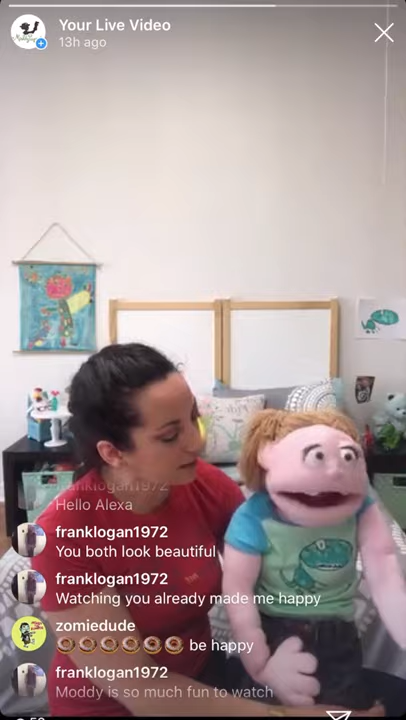 Your Live Video
13h ago
franklogan1972
Hello Alexa
franklogan1972
You both look beautiful
franklogan1972
Watching you already made me happy
zomiedude
🍩🍩🍩🍩🍩🍩 be happy
franklogan1972
Moddy is so much fun to watch